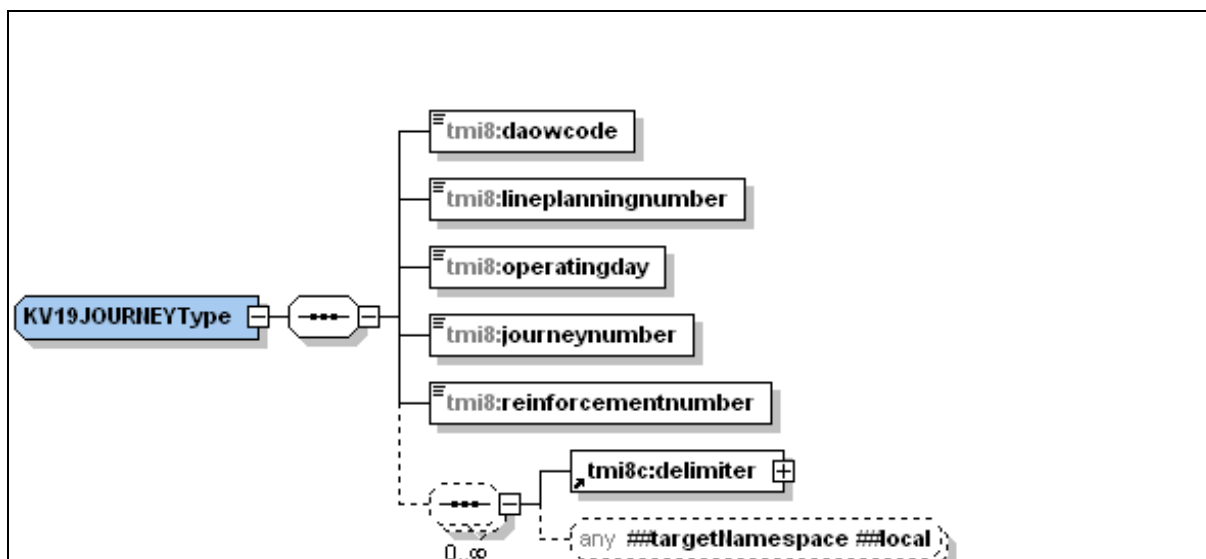 tmi8:daowcode
tmi8:lineplanningnumber
tmi8:operatingday
KV19JOURNEYType
tmi8:journeynumber
tmi8:reinforcementnumber
tmi8c:delimiter
0..∞
any ##targetNamespace ##local